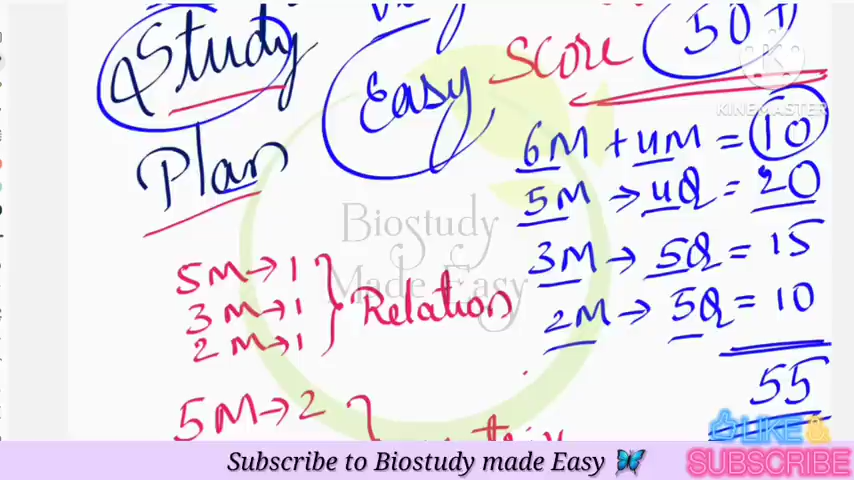 Study
Easy Score 50+
KINEMASTER
Plan
6M + 4M = 10
5M → 4Q = 20
3M → 5Q = 15
2M → 5Q = 10
55
Biostudy
Made Easy
5M → 1
3M → 1 } Relation
2M → 1
5M → 2 }
LIKE
SUBSCRIBE
Subscribe to Biostudy made Easy 🦋